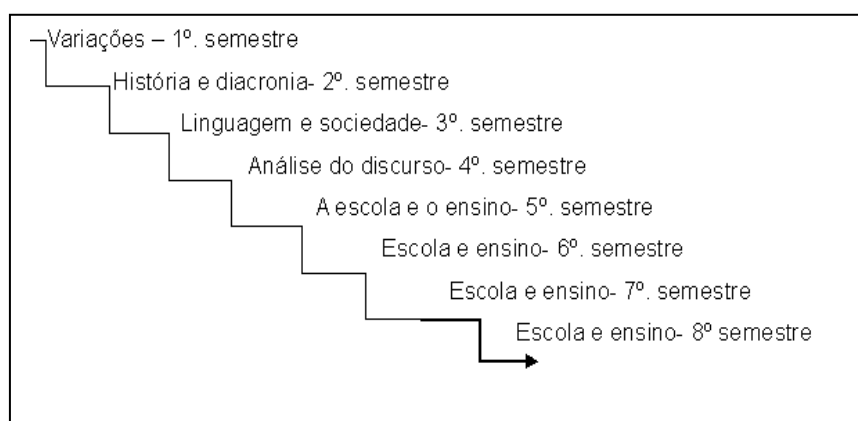 Variações – 1º. semestre
História e diacronia- 2º. semestre
Linguagem e sociedade- 3º. semestre
Análise do discurso- 4º. semestre
A escola e o ensino- 5º. semestre
Escola e ensino- 6º. semestre
Escola e ensino- 7º. semestre
Escola e ensino- 8º semestre